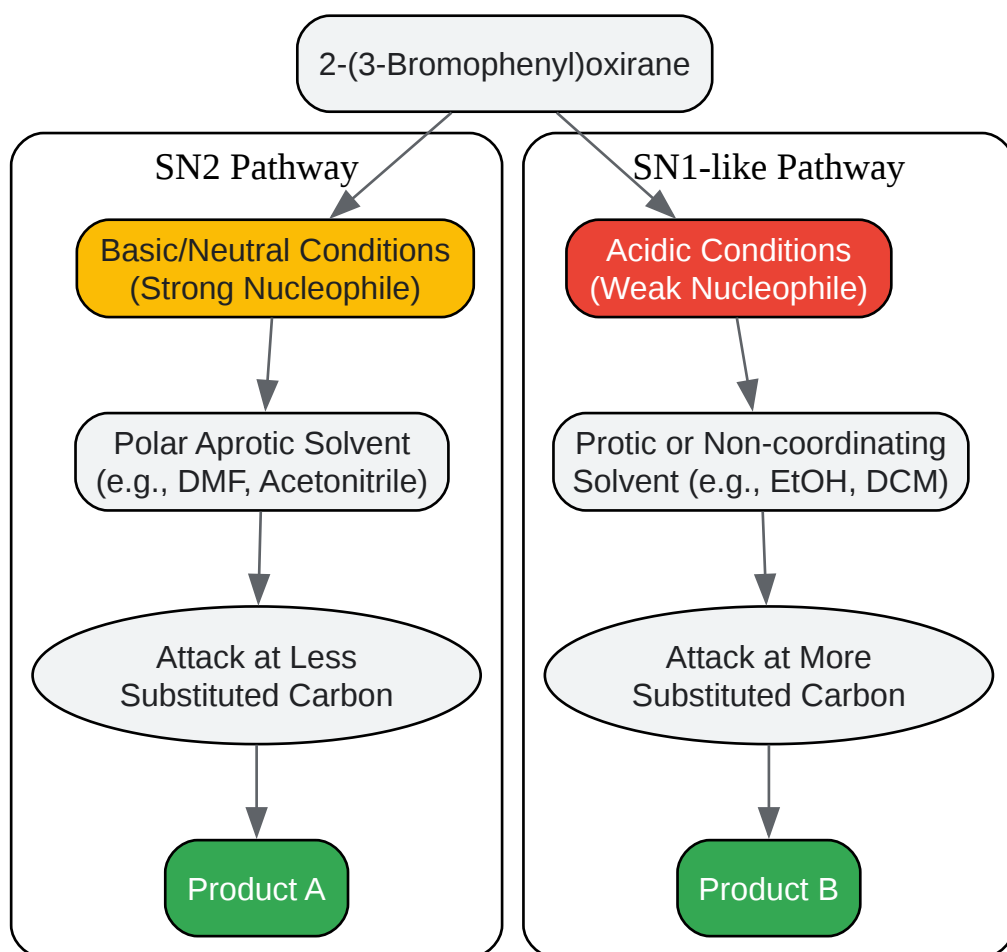 2-(3-Bromophenyl)oxirane
SN2 Pathway
Basic/Neutral Conditions
(Strong Nucleophile)
Polar Aprotic Solvent
(e.g., DMF, Acetonitrile)
Attack at Less
Substituted Carbon
Product A
SN1-like Pathway
Acidic Conditions
(Weak Nucleophile)
Protic or Non-coordinating
Solvent (e.g., EtOH, DCM)
Attack at More
Substituted Carbon
Product B